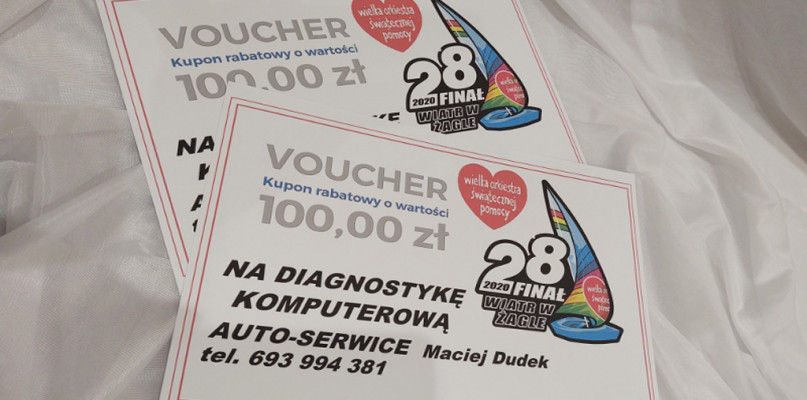 VOUCHER
Kupon rabatowy o wartości
100,00 zł
wielka orkiestra
świątecznej
pomocy
28
2020 FINAŁ
WIATR W
ŻAGLE
NA
VOUCHER
Kupon rabatowy o wartości
100,00 zł
wielka orkiestra
świątecznej
pomocy
28
2020 FINAŁ
WIATR W
ŻAGLE
NA DIAGNOSTYKĘ
KOMPUTEROWĄ
AUTO-SERWICE Maciej Dudek
tel. 693 994 381